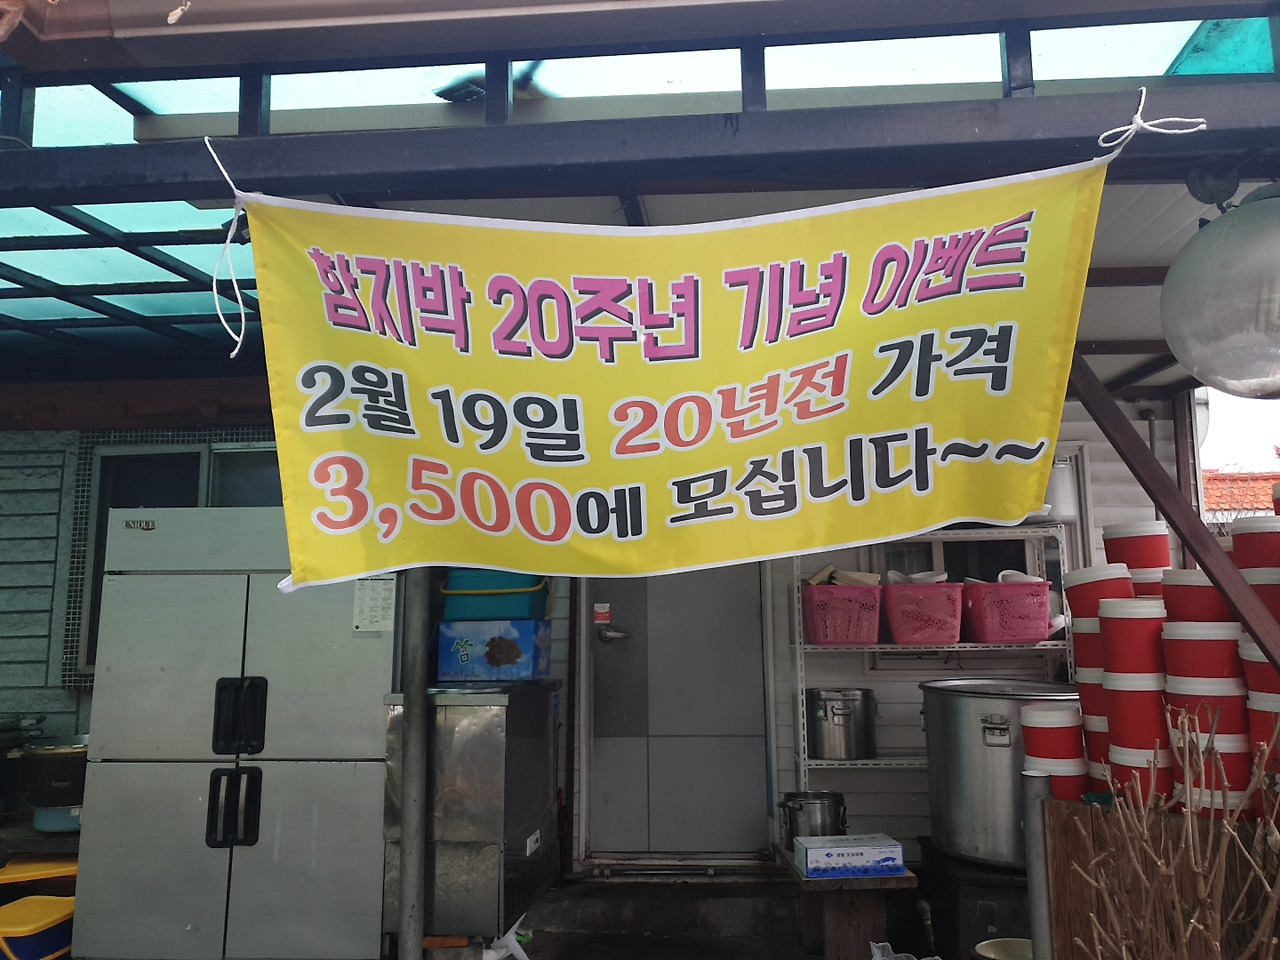 함지박 20주년 기념 이벤트
2월 19일 20년전 가격
3,500에 모십니다~~
UNIQUE